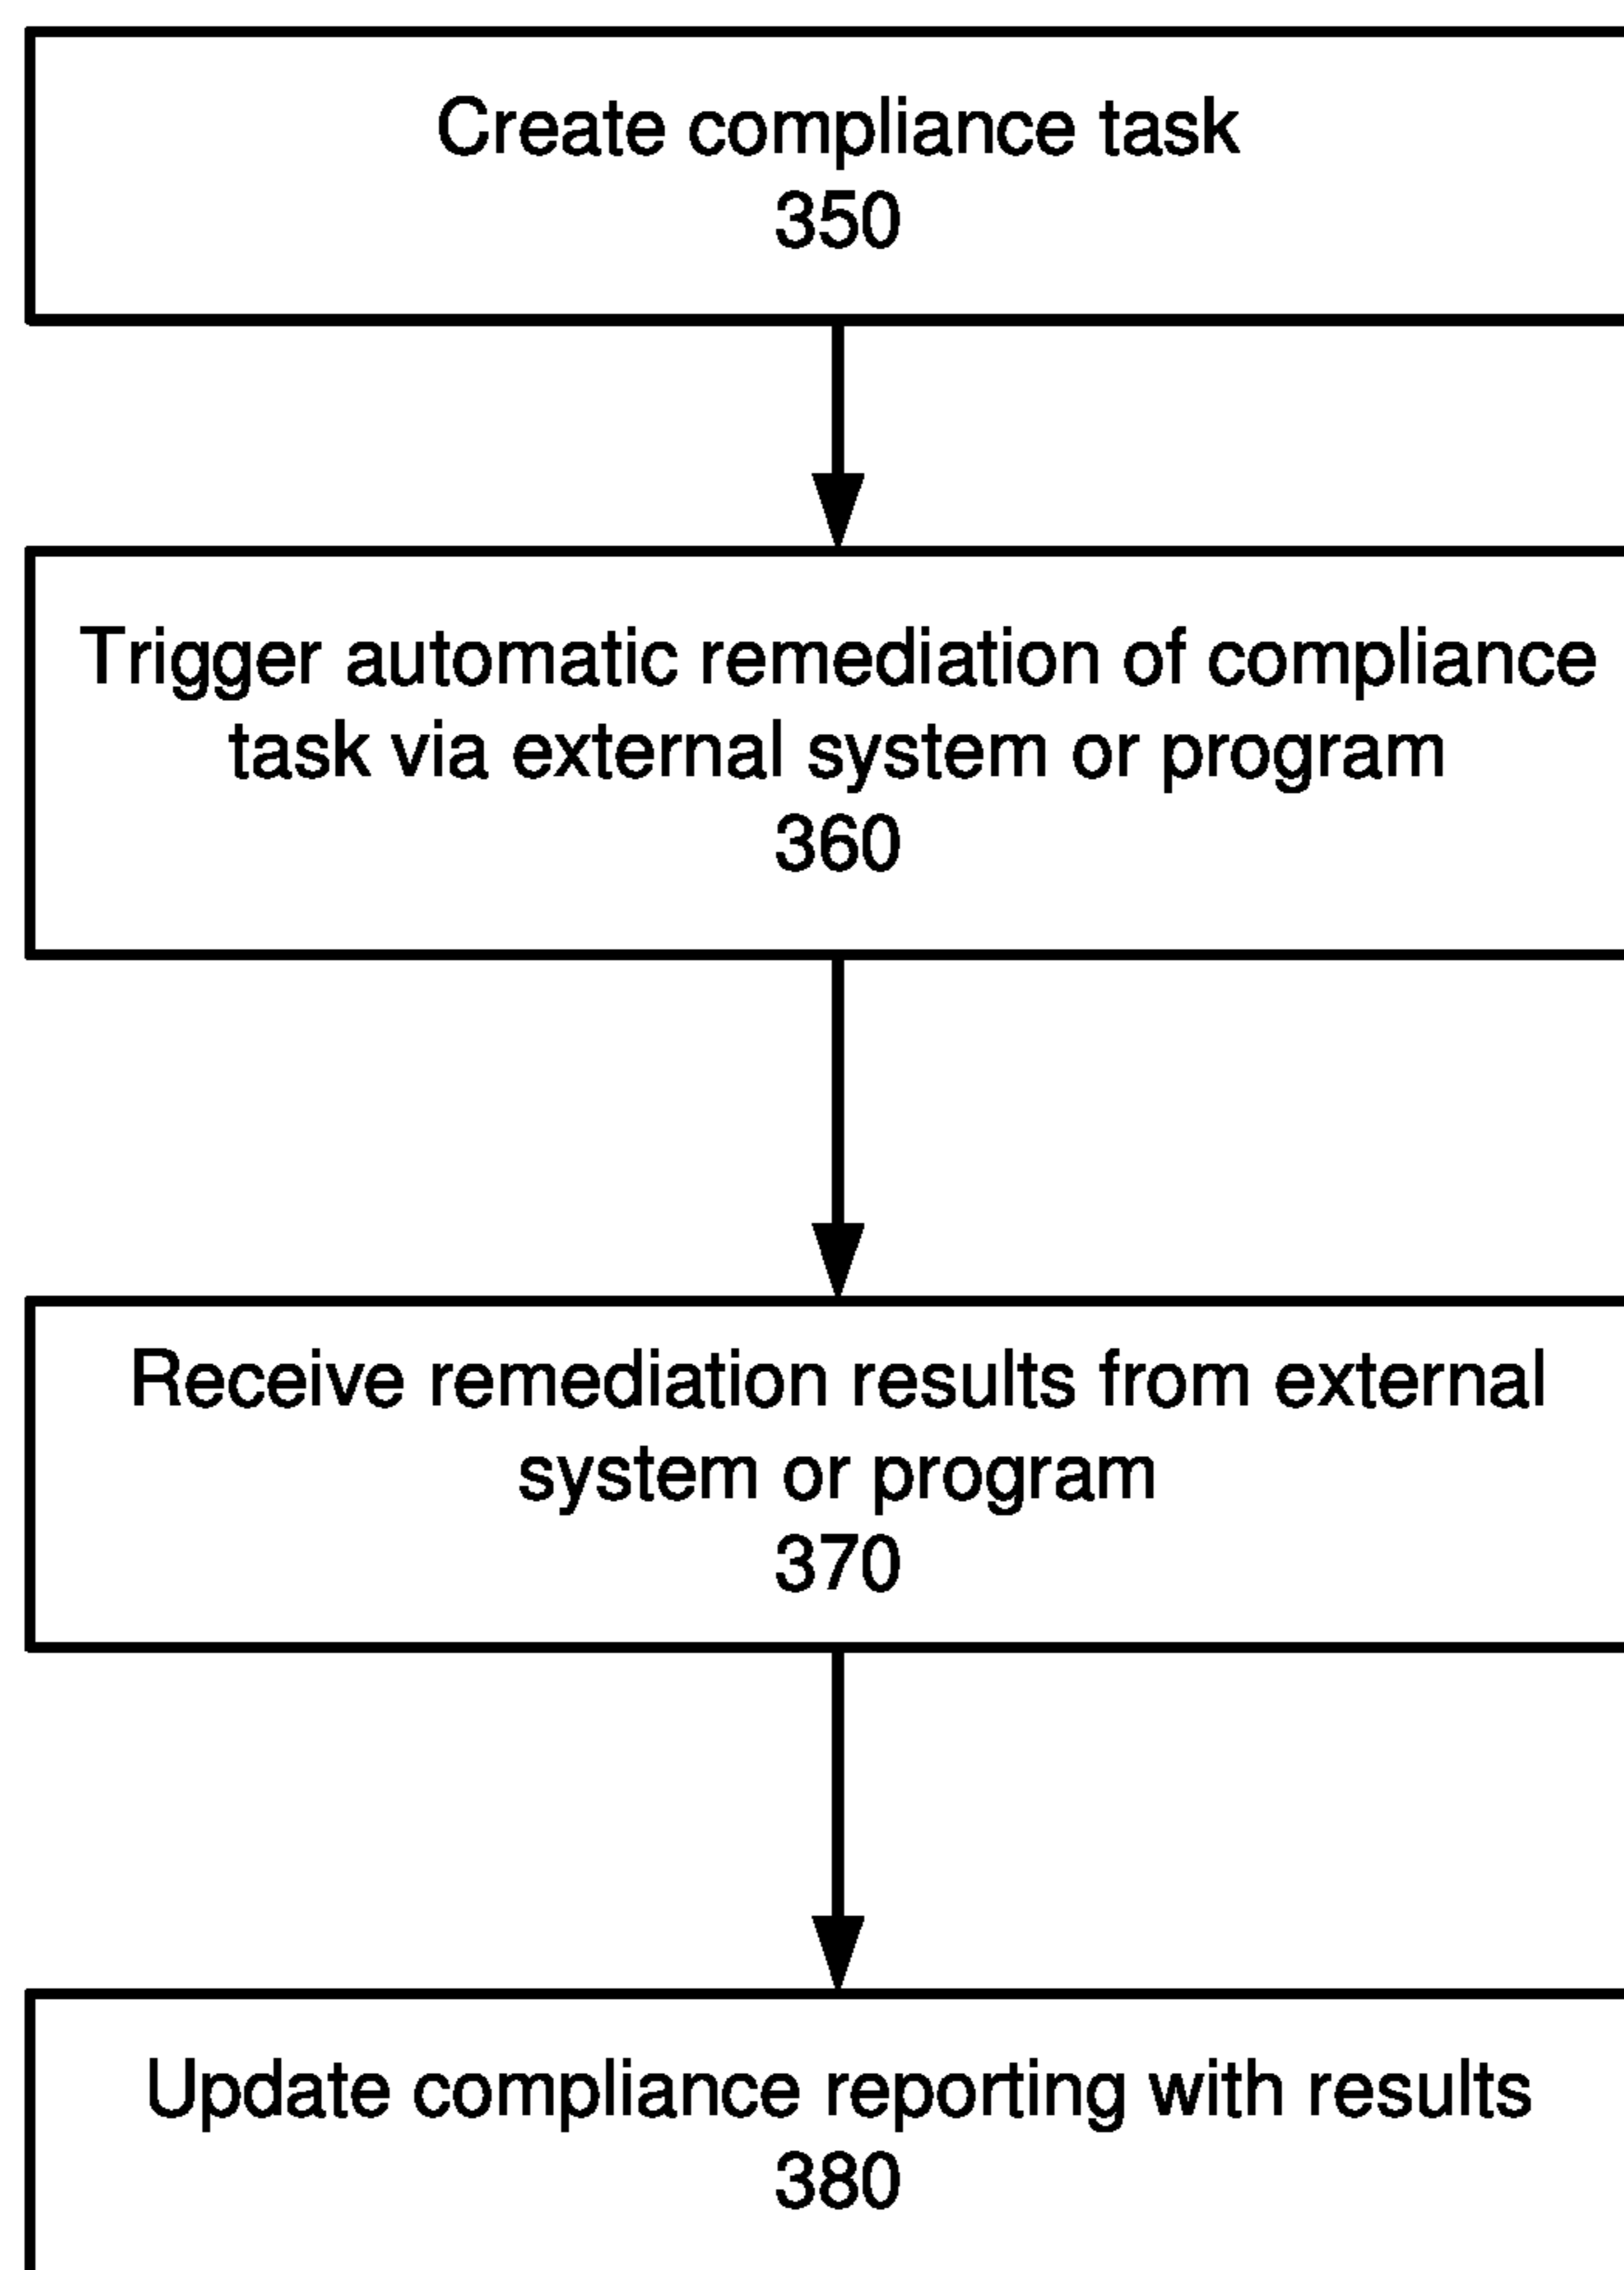 Create compliance task
350
Trigger automatic remediation of compliance
task via external system or program
360
Receive remediation results from external
system or program
370
Update compliance reporting with results
380